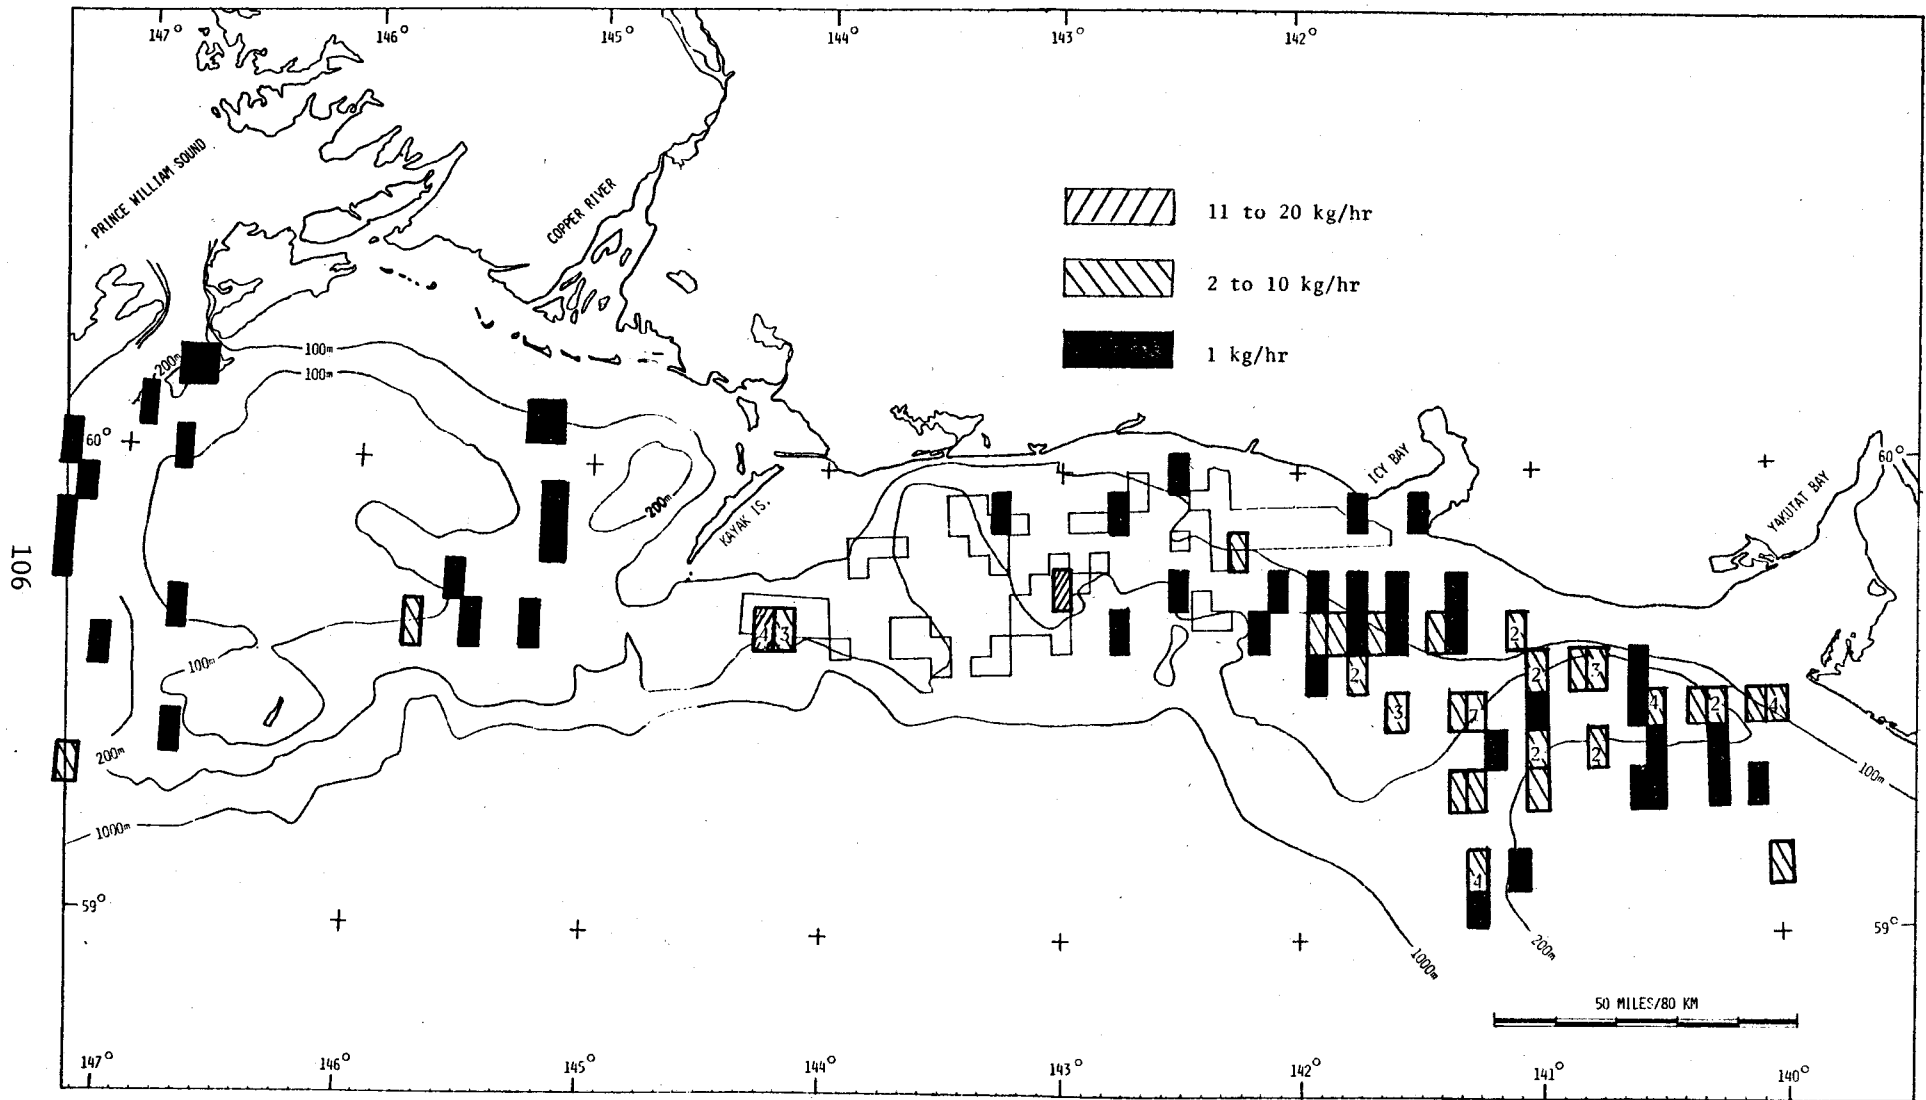 147° 146° 145° 144° 143° 142°
PRINCE WILLIAM SOUND
COPPER RIVER
11 to 20 kg/hr
2 to 10 kg/hr
1 kg/hr
100m
200m
100m
60°
60°
ICY BAY
YAKUTAT BAY
200m
KAYAK IS.
106
4 3
2
100m
2 2 3
3 7 4 2 4
200m
2 2
100m
1000m
4
59°
59°
200m
1000m
50 MILES/80 KM
147° 146° 145° 144° 143° 142° 141° 140°